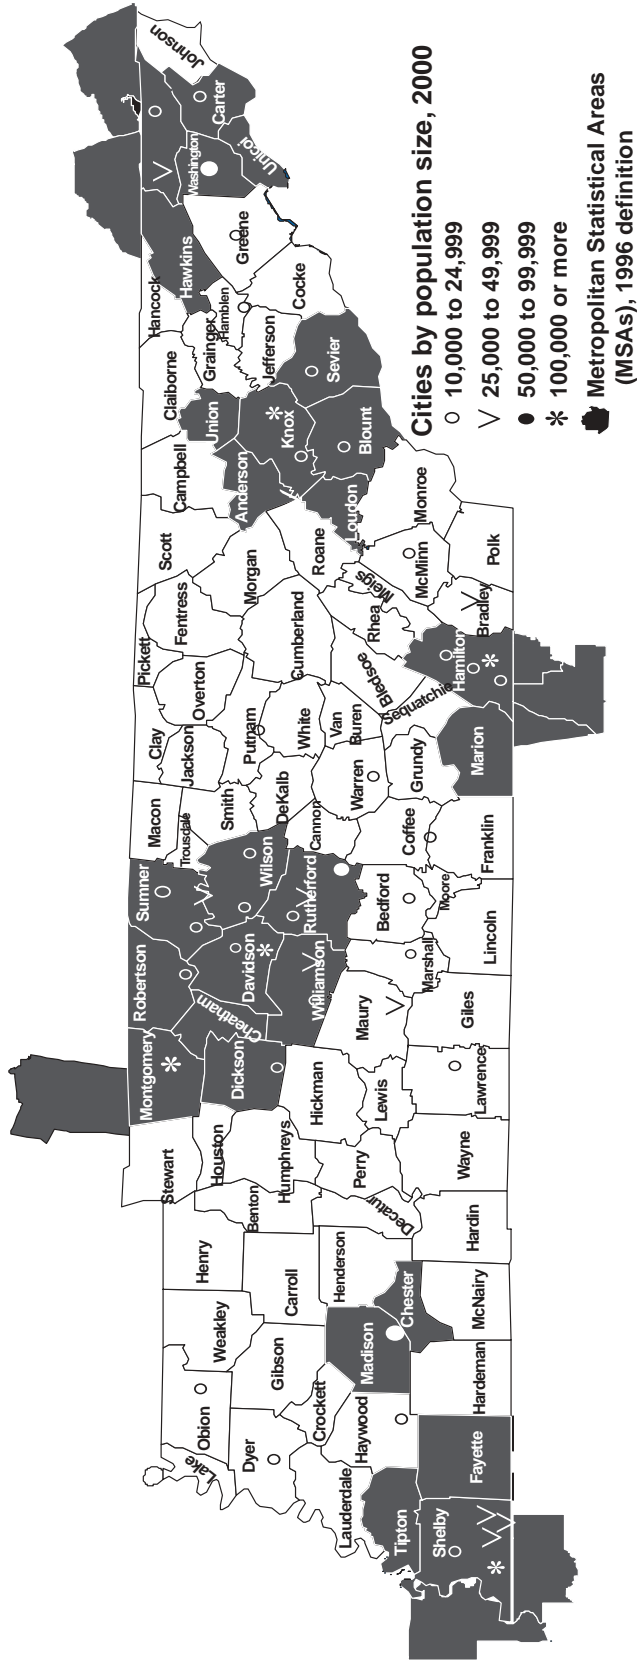 Lake
Obion
Weakley
Henry
Stewart
Montgomery
Robertson
Sumner
Macon
Clay
Pickett
Fentress
Scott
Campbell
Claiborne
Hancock
Hawkins
Washington
Carter
Johnson
Dyer
Gibson
Carroll
Benton
Houston
Humphreys
Dickson
Cheatham
Davidson
Wilson
Trousdale
Smith
Jackson
Putnam
Overton
Morgan
Anderson
Union
Grainger
Hamblen
Greene
Unicoi
Lauderdale
Crockett
Haywood
Madison
Henderson
Decatur
Perry
Hickman
Williamson
Rutherford
Cannon
DeKalb
White
Cumberland
Roane
Knox
Jefferson
Cocke
Tipton
Chester
Lewis
Maury
Marshall
Bedford
Coffee
Warren
Van
Buren
Bledsoe
Rhea
Meigs
Loudon
Blount
Sevier
Shelby
Fayette
Hardeman
McNairy
Hardin
Wayne
Lawrence
Giles
Lincoln
Moore
Franklin
Grundy
Sequatchie
Marion
Hamilton
Bradley
McMinn
Polk
Monroe
Cities by population size, 2000
10,000 to 24,999
25,000 to 49,999
50,000 to 99,999
100,000 or more
Metropolitan Statistical Areas
(MSAs), 1996 definition